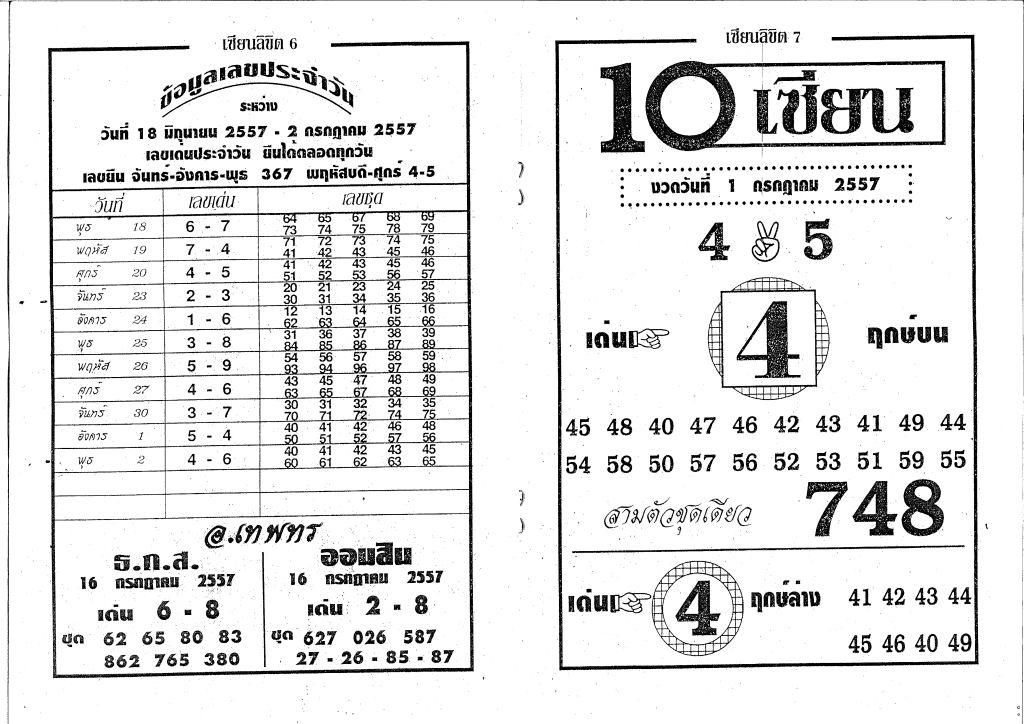 เซียนลิขิต 6
ข้อมูลเลขประจำวัน
ระหว่าง
วันที่ 18 มิถุนายน 2557 - 2 กรกฎาคม 2557
เลขเด่นประจำวัน ยืนได้ตลอดทุกวัน
เลขยืน จันทร์-อังคาร-พุธ 367 พฤหัสบดี-ศุกร์ 4-5
วันที่ เลขเด่น เลขชุด
64 65 67 68 69
พุธ 18 6 - 7
73 74 75 78 79
71 72 73 74 75
พฤหัส 19 7 - 4
41 42 43 45 46
41 42 43 45 46
ศุกร์ 20 4 - 5
51 52 53 56 57
20 21 23 24 25
จันทร์ 23 2 - 3
30 31 34 35 36
12 13 14 15 16
อังคาร 24 1 - 6
62 63 64 65 66
31 36 37 38 39
พุธ 25 3 - 8
84 85 86 87 89
54 56 57 58 59
พฤหัส 26 5 - 9
93 94 96 97 98
43 45 47 48 49
ศุกร์ 27 4 - 6
63 65 67 68 69
30 31 32 34 35
จันทร์ 30 3 - 7
70 71 72 74 75
40 41 42 46 48
อังคาร 1 5 - 4
50 51 52 57 56
40 41 42 43 45
พุธ 2 4 - 6
60 61 62 63 65
อ.เทพทร
ธ.ก.ส.
16 กรกฎาคม 2557
เด่น 6 - 8
ชุด 62 65 80 83
862 765 380
ออมสิน
16 กรกฎาคม 2557
เด่น 2 - 8
ชุด 627 026 587
27 - 26 - 85 - 87
เซียนลิขิต 7
10 เซียน
งวดวันที่ 1 กรกฎาคม 2557
4 5
เด่น 4 ฤกษ์บน
45 48 40 47 46 42 43 41 49 44
54 58 50 57 56 52 53 51 59 55
สามตัวชุดเดียว 748
เด่น 4 ฤกษ์ล่าง 41 42 43 44
45 46 40 49